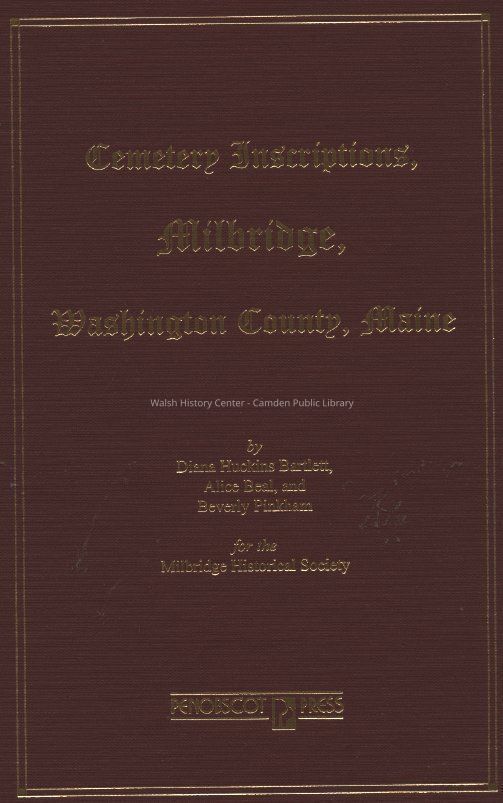 Cemetery Inscriptions,
Milbridge,
Washington County, Maine
Walsh History Center - Camden Public Library
by
Diana Huckins Bartlett,
Alice Beal, and
Beverly Pinkham
for the
Milbridge Historical Society
PENOBSCOT PRESS